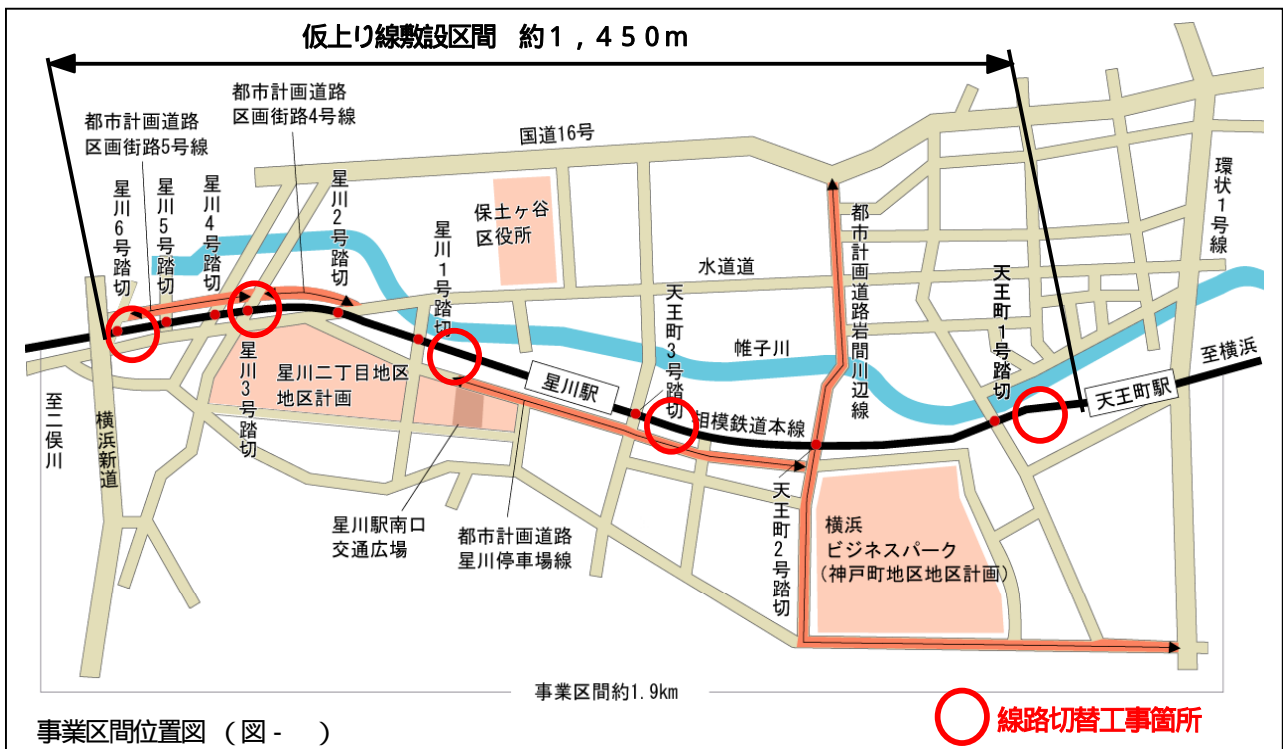 仮上り線敷設区間 約1,450m
都市計画道路
区画街路4号線
都市計画道路
区画街路5号線
国道16号
環状1号線
星川6号踏切
星川5号踏切
星川4号踏切
星川2号踏切
星川1号踏切
保土ヶ谷
区役所
水道道
都市計画道路岩間川辺線
天王町3号踏切
天王町1号踏切
帷子川
至横浜
天王町駅
星川駅
相模鉄道本線
星川二丁目地区
地区計画
星川3号踏切
至二俣川
横浜新道
星川駅南口
交通広場
都市計画道路
星川停車場線
天王町2号踏切
横浜
ビジネスパーク
(神戸町地区地区計画)
事業区間約1.9km
事業区間位置図 (図- )
線路切替工事箇所